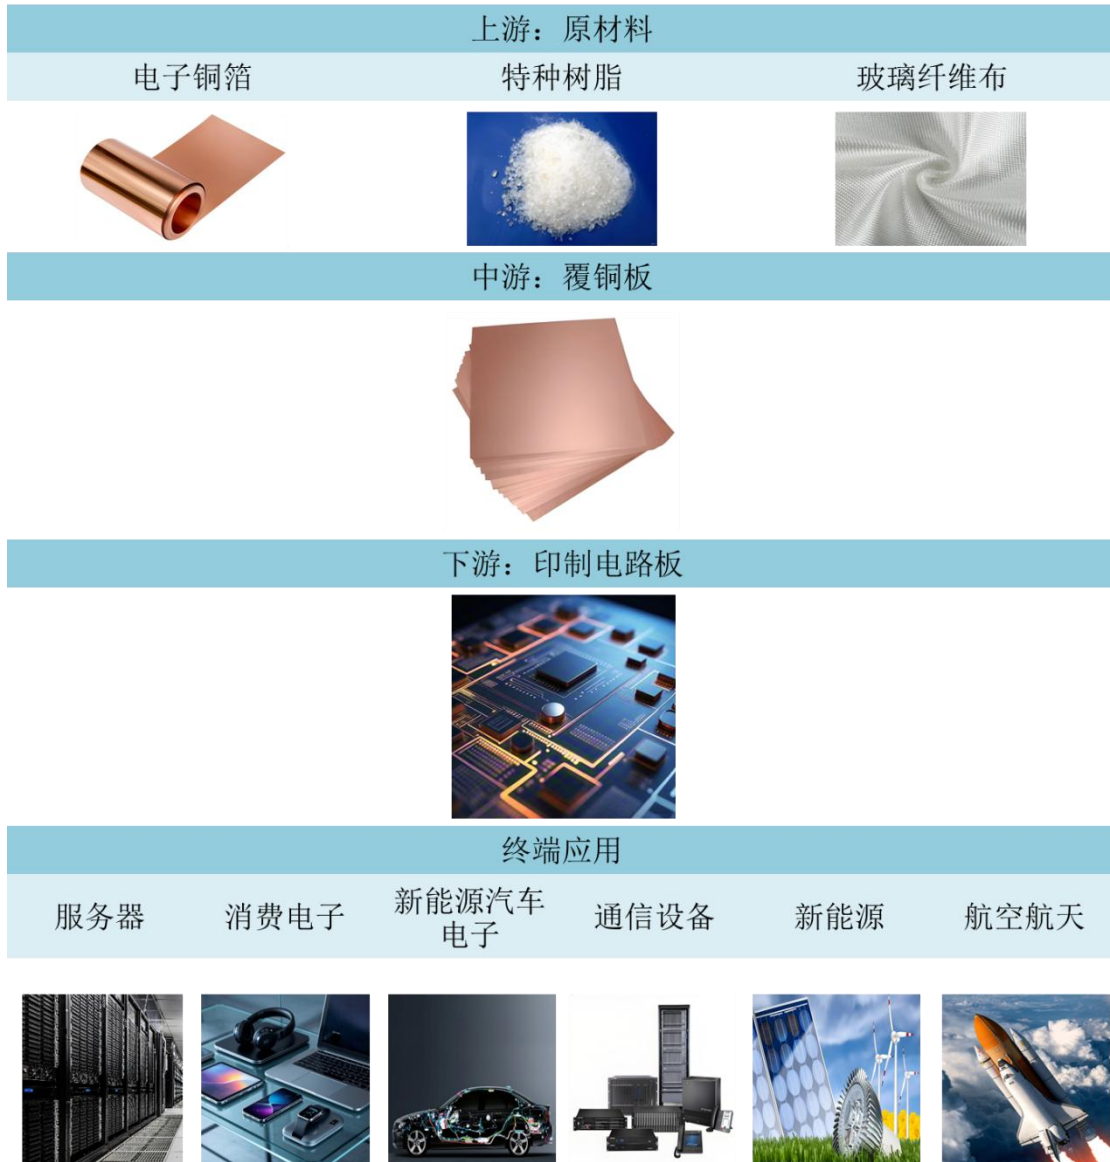 上游：原材料
电子铜箔 特种树脂 玻璃纤维布
中游：覆铜板
下游：印制电路板
终端应用
服务器 消费电子 新能源汽车电子 通信设备 新能源 航空航天